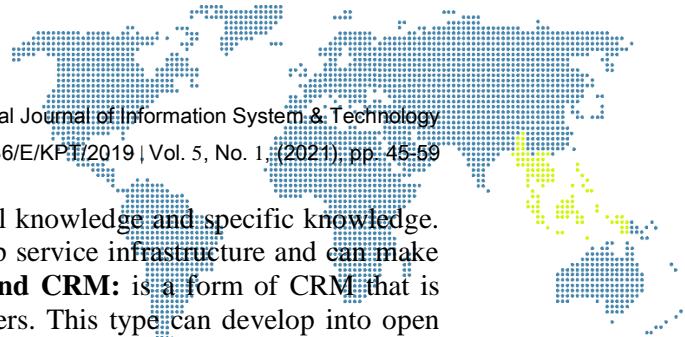 al Journal of Information System & Technology
6/E/KPT/2019 | Vol. 5, No. 1, (2021), pp. 45-59
l knowledge and specific knowledge.
service infrastructure and can make
nd CRM: is a form of CRM that is
ers. This type can develop into open